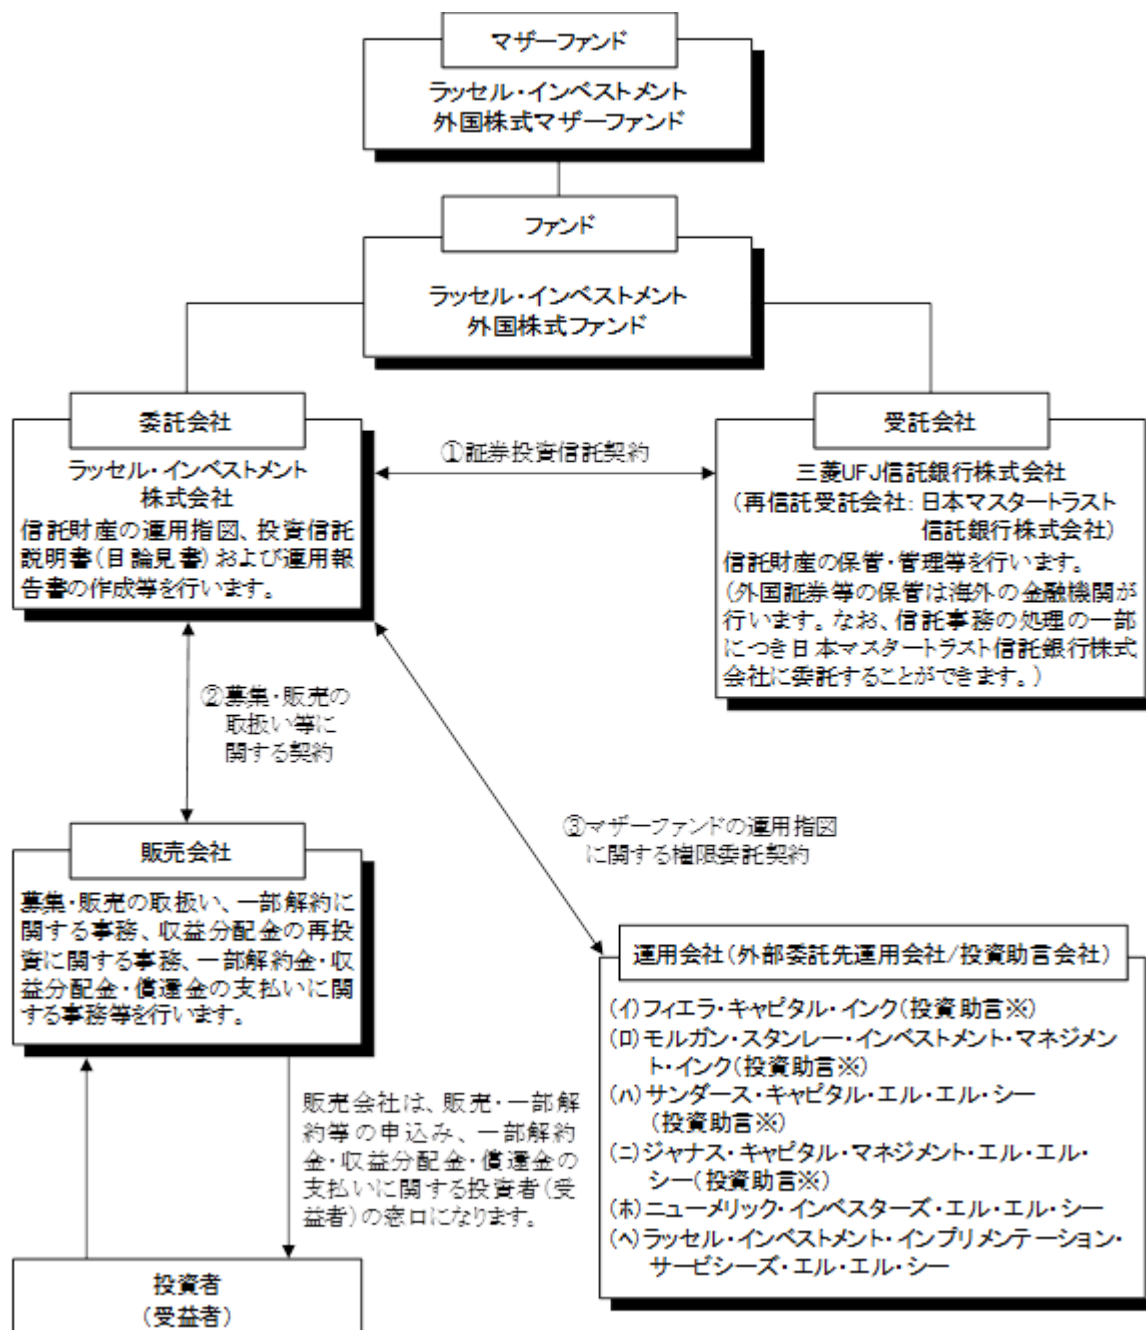 マザーファンド
ラッセル・インベストメント
外国株式マザーファンド
ファンド
ラッセル・インベストメント
外国株式ファンド
委託会社
ラッセル・インベストメント
株式会社
信託財産の運用指図、投資信託
説明書(目論見書)および運用報
告書の作成等を行います。
①証券投資信託契約
受託会社
三菱UFJ信託銀行株式会社
(再信託受託会社:日本マスタートラスト
信託銀行株式会社)
信託財産の保管・管理等を行います。
(外国証券等の保管は海外の金融機関が
行います。なお、信託事務の処理の一部
につき日本マスタートラスト信託銀行株式
会社に委託することができます。)
②募集・販売の
取扱い等に
関する契約
③マザーファンドの運用指図
に関する権限委託契約
販売会社
募集・販売の取扱い、一部解約に
関する事務、収益分配金の再投
資に関する事務、一部解約金・収
益分配金・償還金の支払いに関
する事務等を行います。
販売会社は、販売・一部解
約等の申込み、一部解約
金・収益分配金・償還金の
支払いに関する投資者(受
益者)の窓口になります。
投資者
(受益者)
運用会社(外部委託先運用会社/投資助言会社)
(イ)フィエラ・キャピタル・インク(投資助言※)
(ロ)モルガン・スタンレー・インベストメント・マネジメン
ト・インク(投資助言※)
(ハ)サンダース・キャピタル・エル・エル・シー
(投資助言※)
(ニ)ジャナス・キャピタル・マネジメント・エル・エル・
シー(投資助言※)
(ホ)ニューメリック・インベスターズ・エル・エル・シー
(ヘ)ラッセル・インベストメント・インプリメンテーション・
サービシーズ・エル・エル・シー